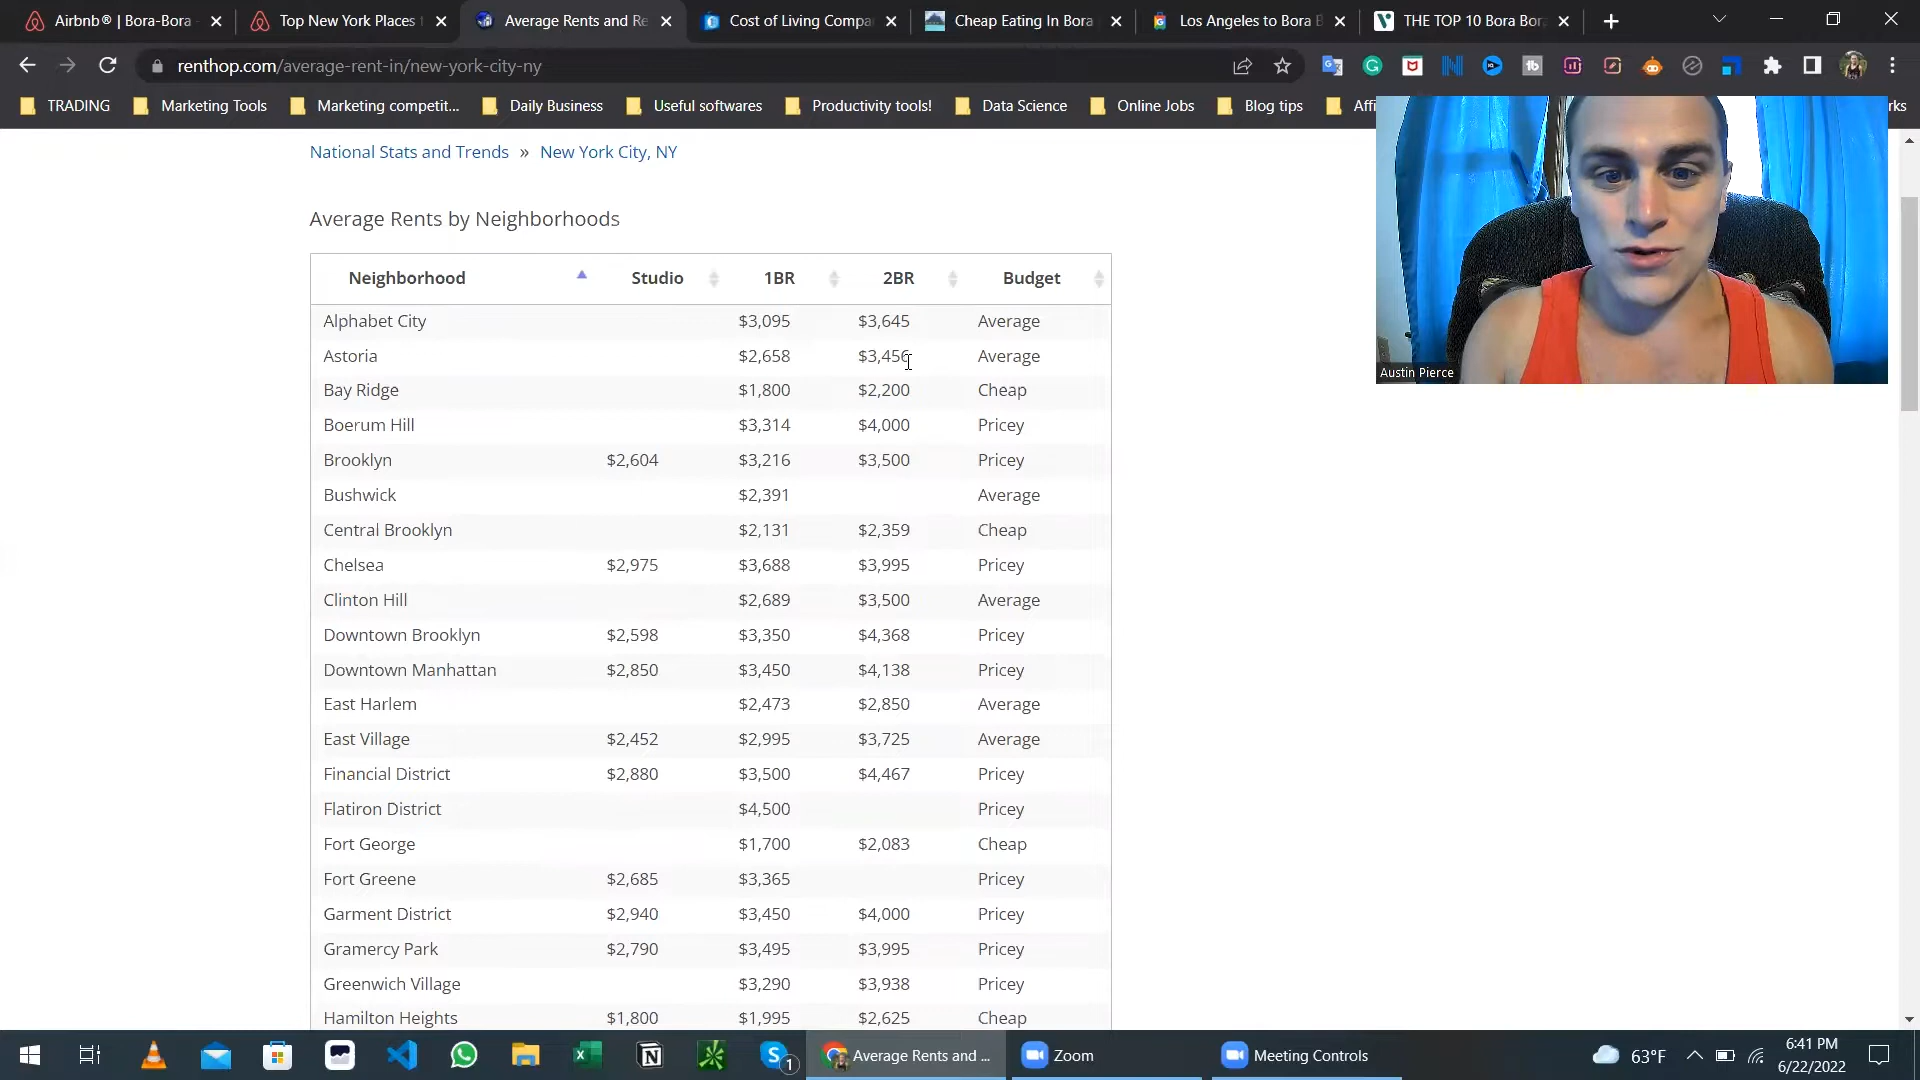 Airbnb® | Bora-Bora
Top New York Places
Average Rents and Re
Cost of Living Compa
Cheap Eating In Bora
Los Angeles to Bora B
THE TOP 10 Bora Bor
renthop.com/average-rent-in/new-york-city-ny
TRADING
Marketing Tools
Marketing competit...
Daily Business
Useful softwares
Productivity tools!
Data Science
Online Jobs
Blog tips
National Stats and Trends » New York City, NY
Average Rents by Neighborhoods
Neighborhood Studio 1BR 2BR Budget
Alphabet City $3,095 $3,645 Average
Astoria $2,658 $3,456 Average
Bay Ridge $1,800 $2,200 Cheap
Boerum Hill $3,314 $4,000 Pricey
Brooklyn $2,604 $3,216 $3,500 Pricey
Bushwick $2,391 Average
Central Brooklyn $2,131 $2,359 Cheap
Chelsea $2,975 $3,688 $3,995 Pricey
Clinton Hill $2,689 $3,500 Average
Downtown Brooklyn $2,598 $3,350 $4,368 Pricey
Downtown Manhattan $2,850 $3,450 $4,138 Pricey
East Harlem $2,473 $2,850 Average
East Village $2,452 $2,995 $3,725 Average
Financial District $2,880 $3,500 $4,467 Pricey
Flatiron District $4,500 Pricey
Fort George $1,700 $2,083 Cheap
Fort Greene $2,685 $3,365 Pricey
Garment District $2,940 $3,450 $4,000 Pricey
Gramercy Park $2,790 $3,495 $3,995 Pricey
Greenwich Village $3,290 $3,938 Pricey
Hamilton Heights $1,800 $1,995 $2,625 Cheap
Austin Pierce
Average Rents and ...
Zoom
Meeting Controls
63°F
6:41 PM
6/22/2022